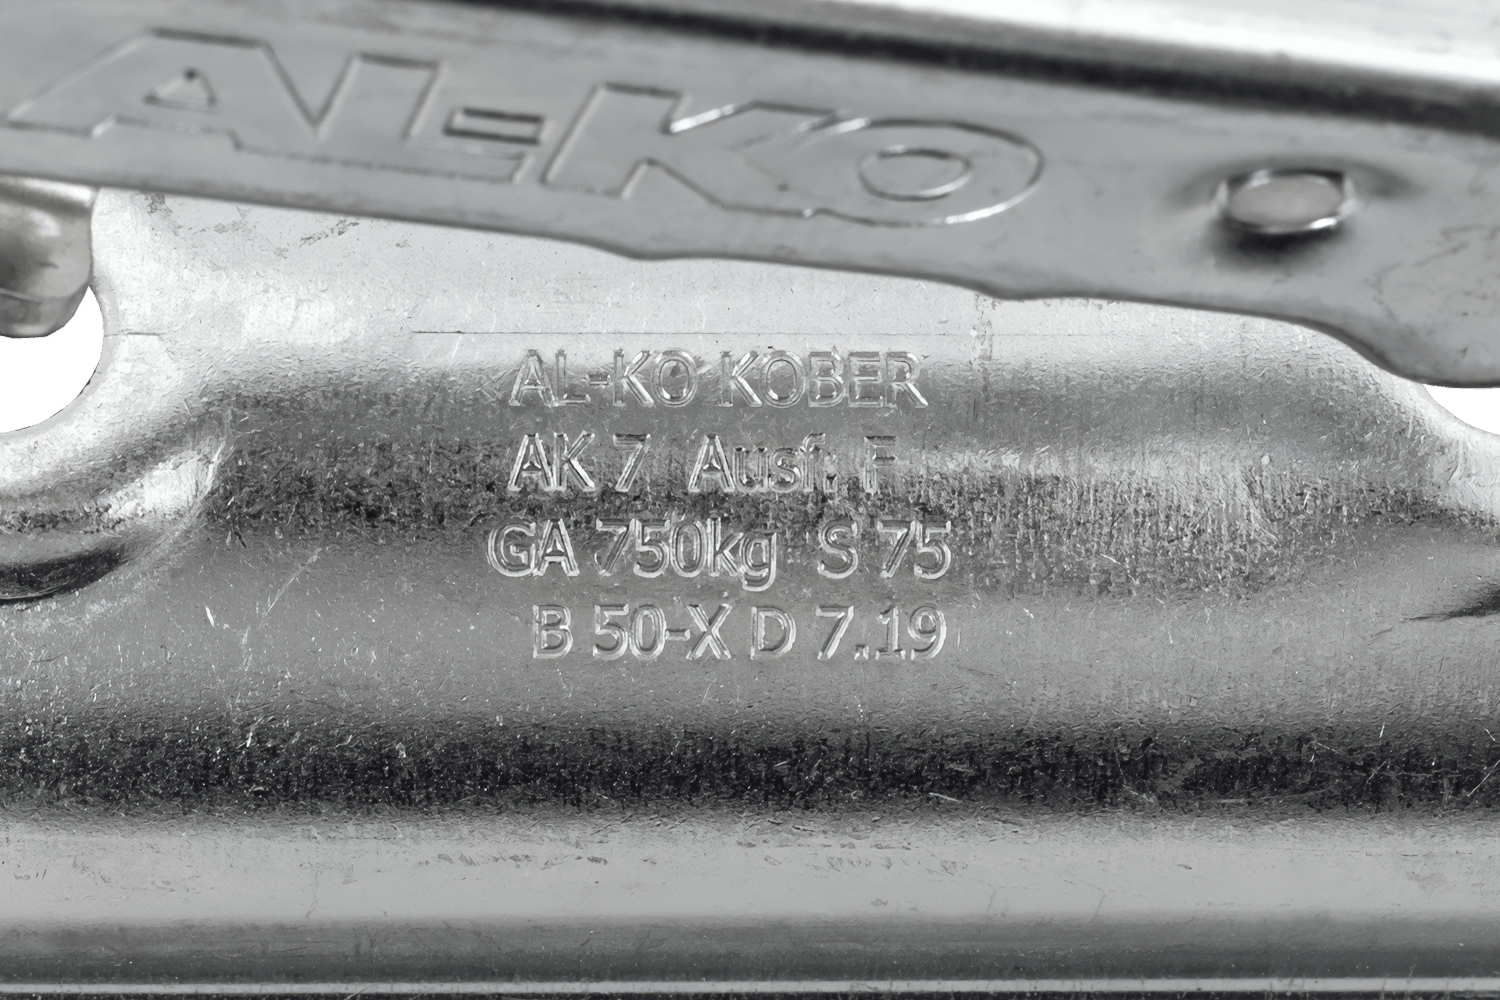 AL-KO
AL-KO KOBER
AK 7 Ausf. F
GA 750kg S 75
B 50-X D 7.19